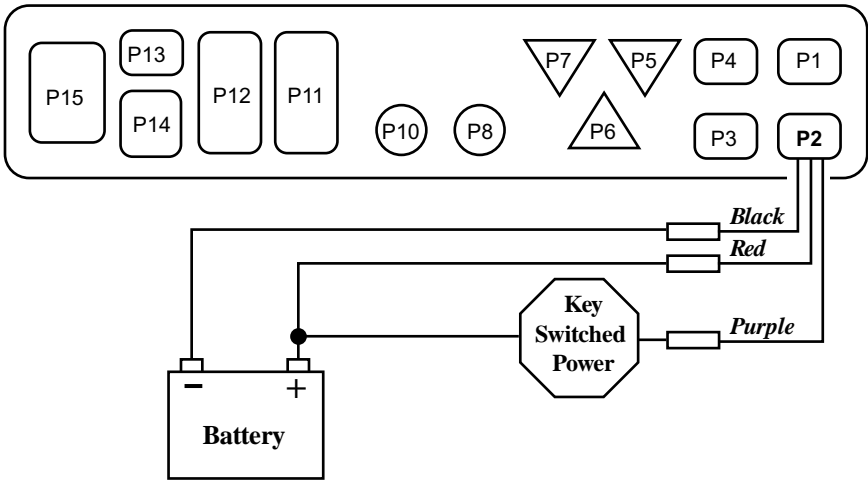 P15
P13
P14
P12
P11
P10
P8
P7
P5
P6
P4
P1
P3
P2
Black
Red
Purple
Key
Switched
Power
− +
Battery